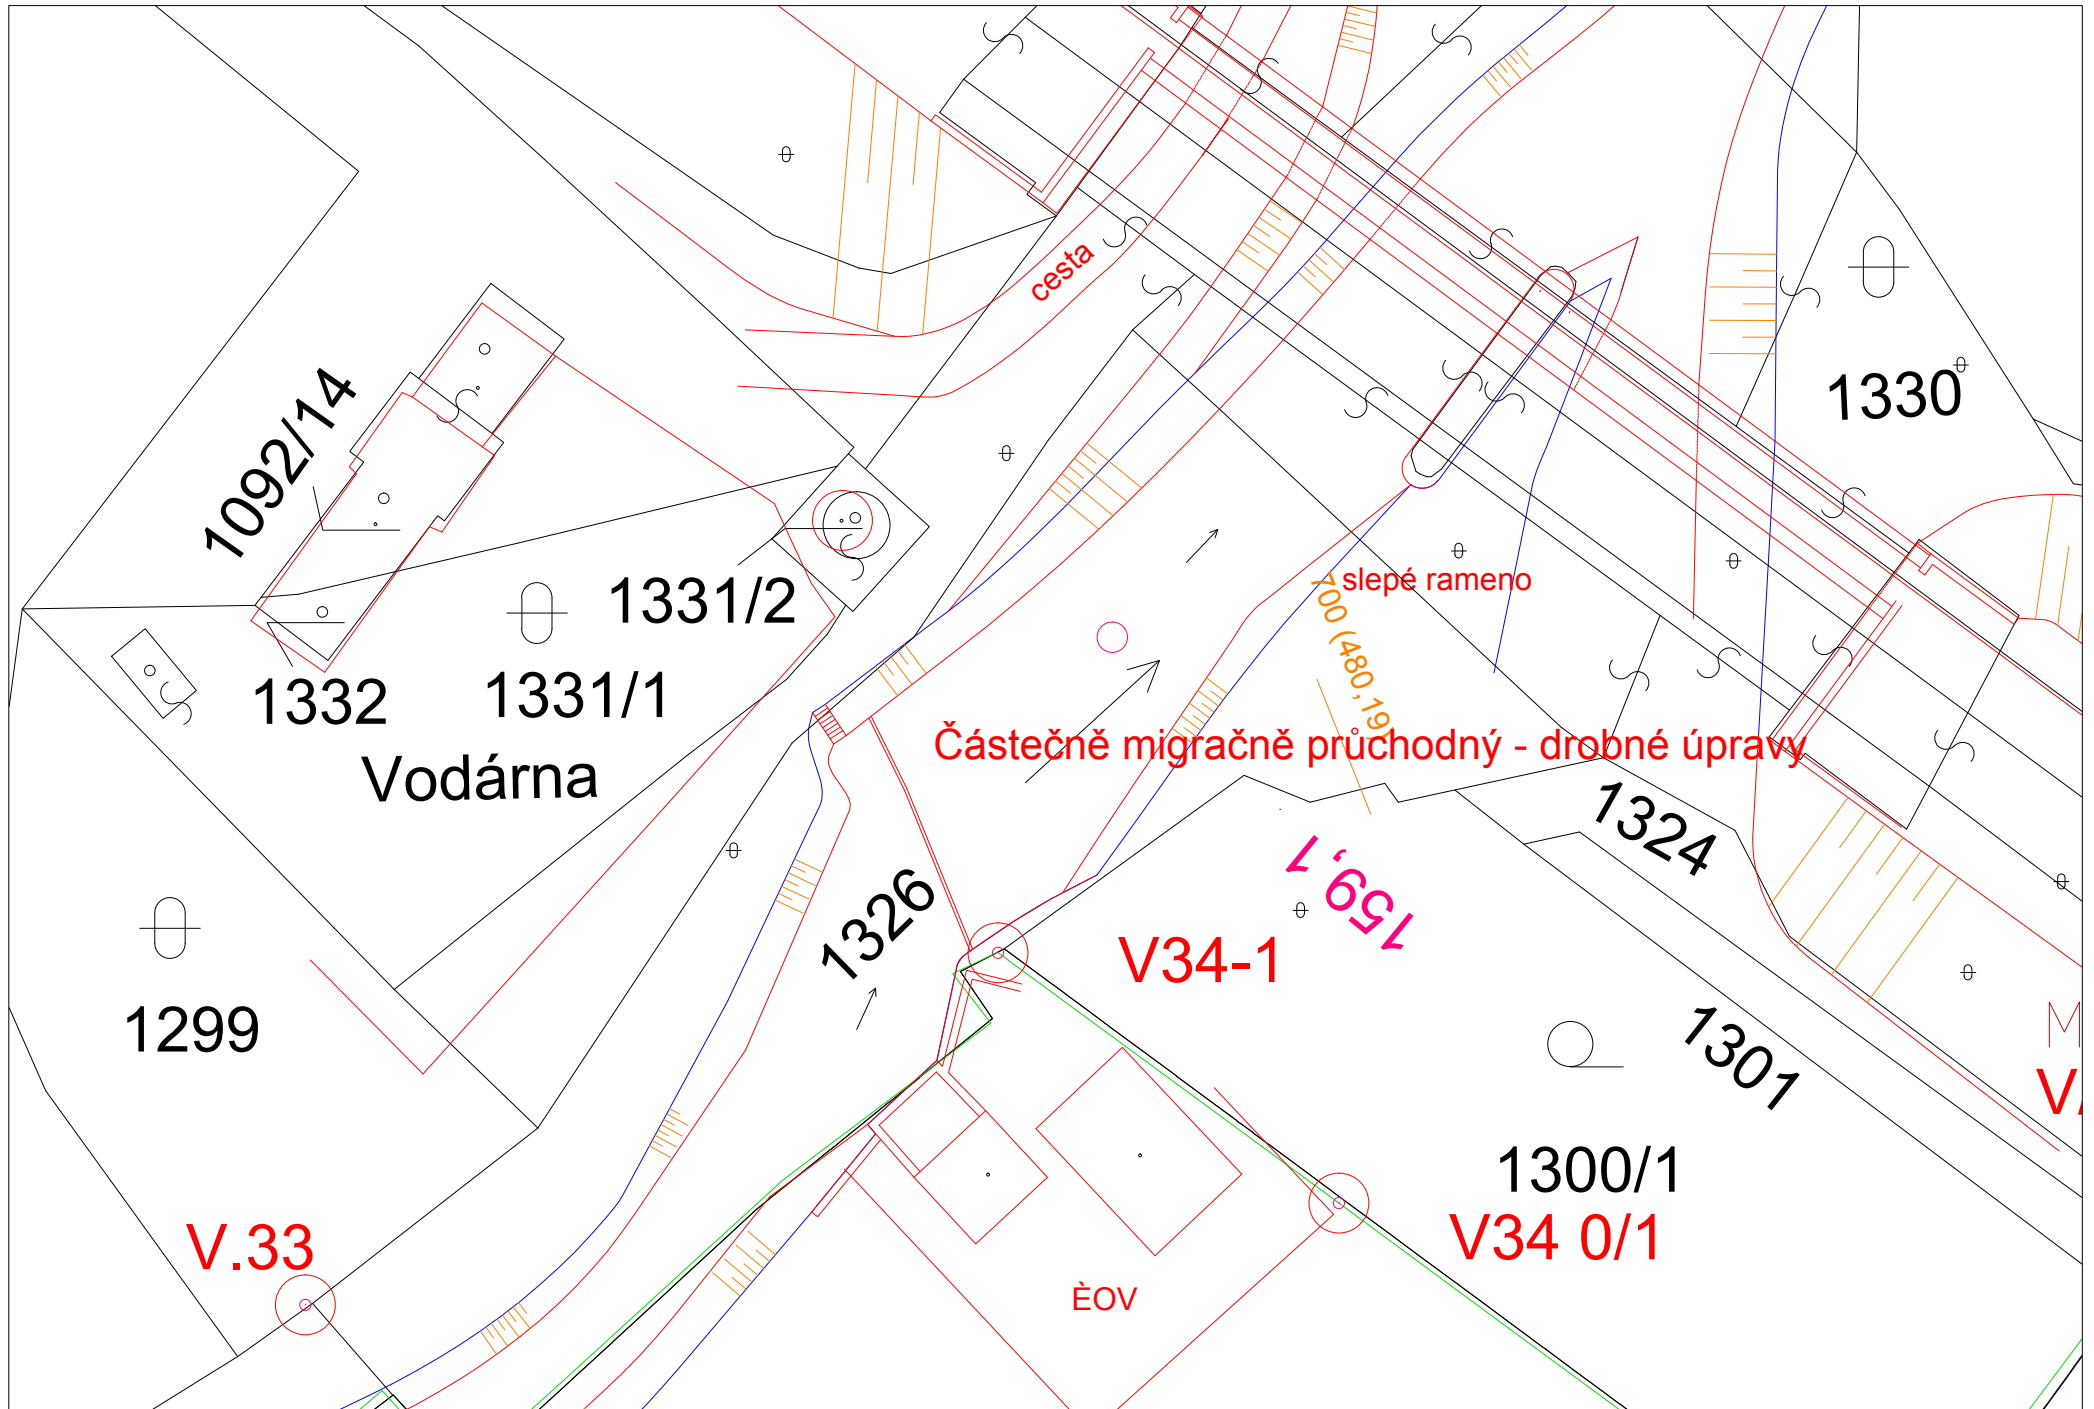 cesta
1330
1092/14
slepé rameno
1331/2
700 (480,19)
1332
1331/1
Částečně migračně průchodný - drobné úpravy
Vodárna
1324
159,1
1326
V34-1
1299
1301
M
V
1300/1
V.33
V34 0/1
ÈOV